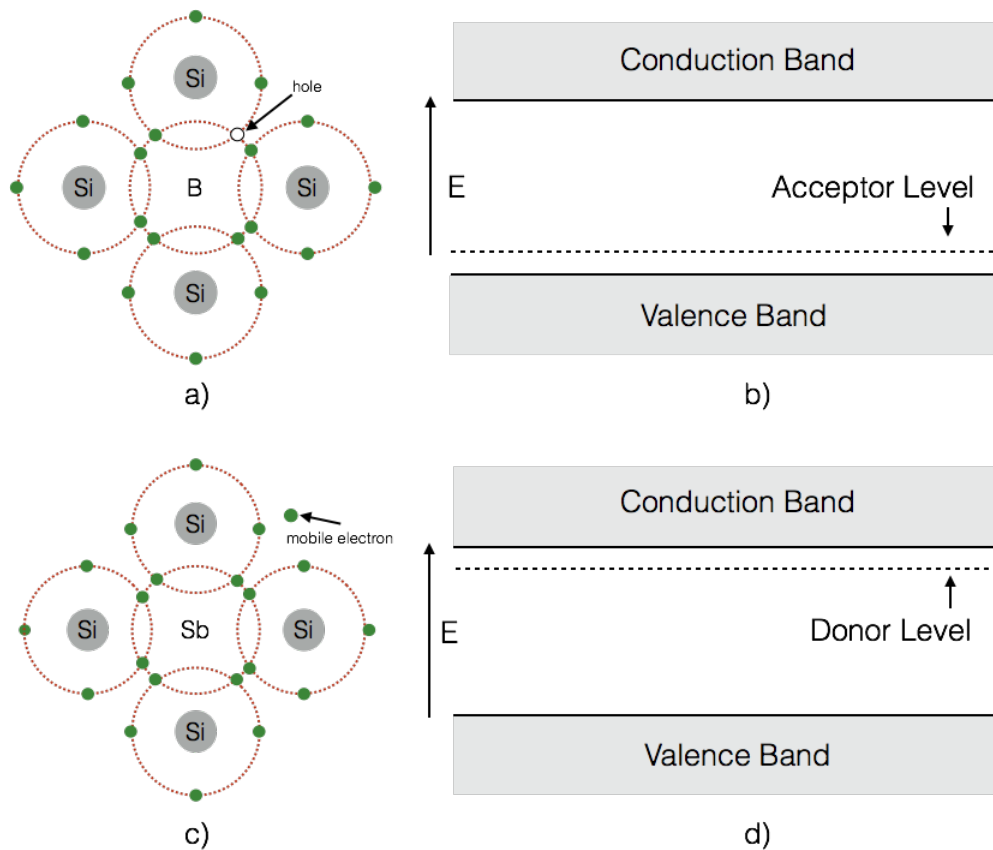 Si
hole
Si
B
Si
Si
a)
Conduction Band
E
Acceptor Level
Valence Band
b)
Si
mobile electron
Si
Sb
Si
Si
c)
Conduction Band
E
Donor Level
Valence Band
d)